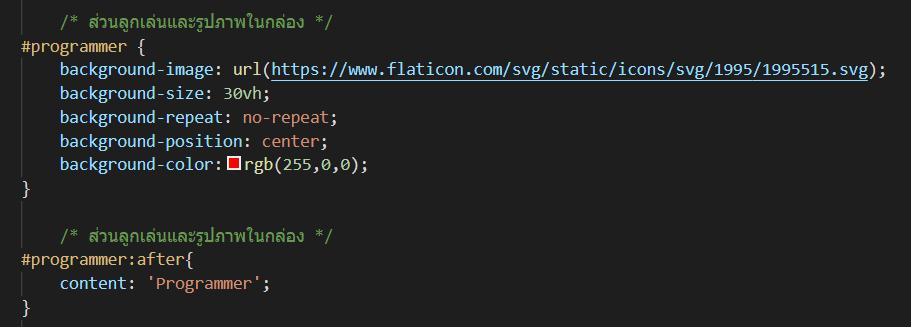 /* ส่วนลูกเล่นและรูปภาพในกล่อง */
#programmer {
background-image: url(https://www.flaticon.com/svg/static/icons/svg/1995/1995515.svg);
background-size: 30vh;
background-repeat: no-repeat;
background-position: center;
background-color: rgb(255,0,0);
}
/* ส่วนลูกเล่นและรูปภาพในกล่อง */
#programmer:after{
content: 'Programmer';
}